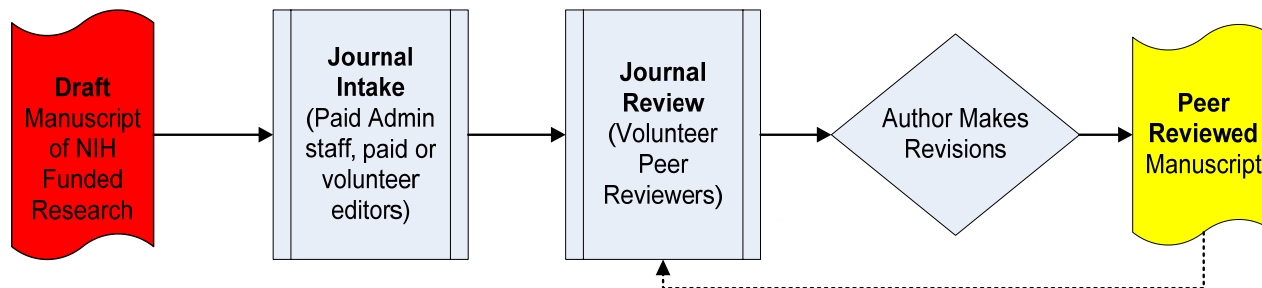 Draft
Manuscript
of NIH
Funded
Research
Journal
Intake
(Paid Admin
staff, paid or
volunteer
editors)
Journal
Review
(Volunteer
Peer
Reviewers)
Author Makes
Revisions
Peer
Reviewed
Manuscript